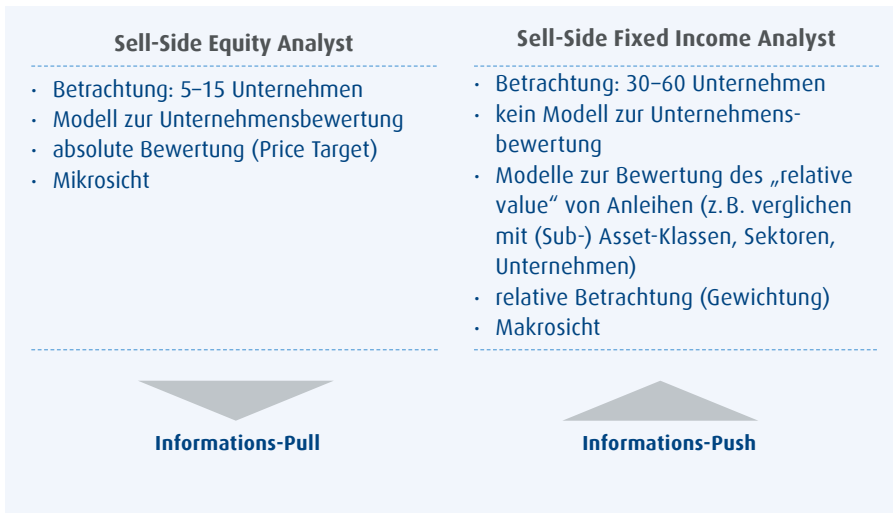 Sell-Side Equity Analyst
· Betrachtung: 5–15 Unternehmen
· Modell zur Unternehmensbewertung
· absolute Bewertung (Price Target)
· Mikrosicht
Informations-Pull
Sell-Side Fixed Income Analyst
· Betrachtung: 30–60 Unternehmen
· kein Modell zur Unternehmens-
bewertung
· Modelle zur Bewertung des „relative
value“ von Anleihen (z. B. verglichen
mit (Sub-) Asset-Klassen, Sektoren,
Unternehmen)
· relative Betrachtung (Gewichtung)
· Makrosicht
Informations-Push